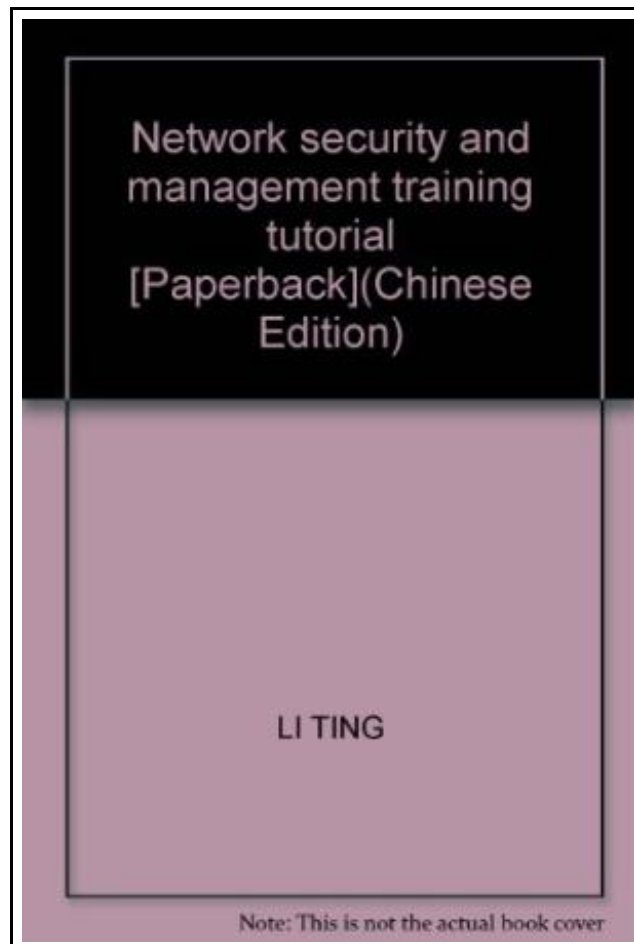 Network security and
management training
tutorial
[Paperback](Chinese
Edition)
LI TING
Note: This is not the actual book cover